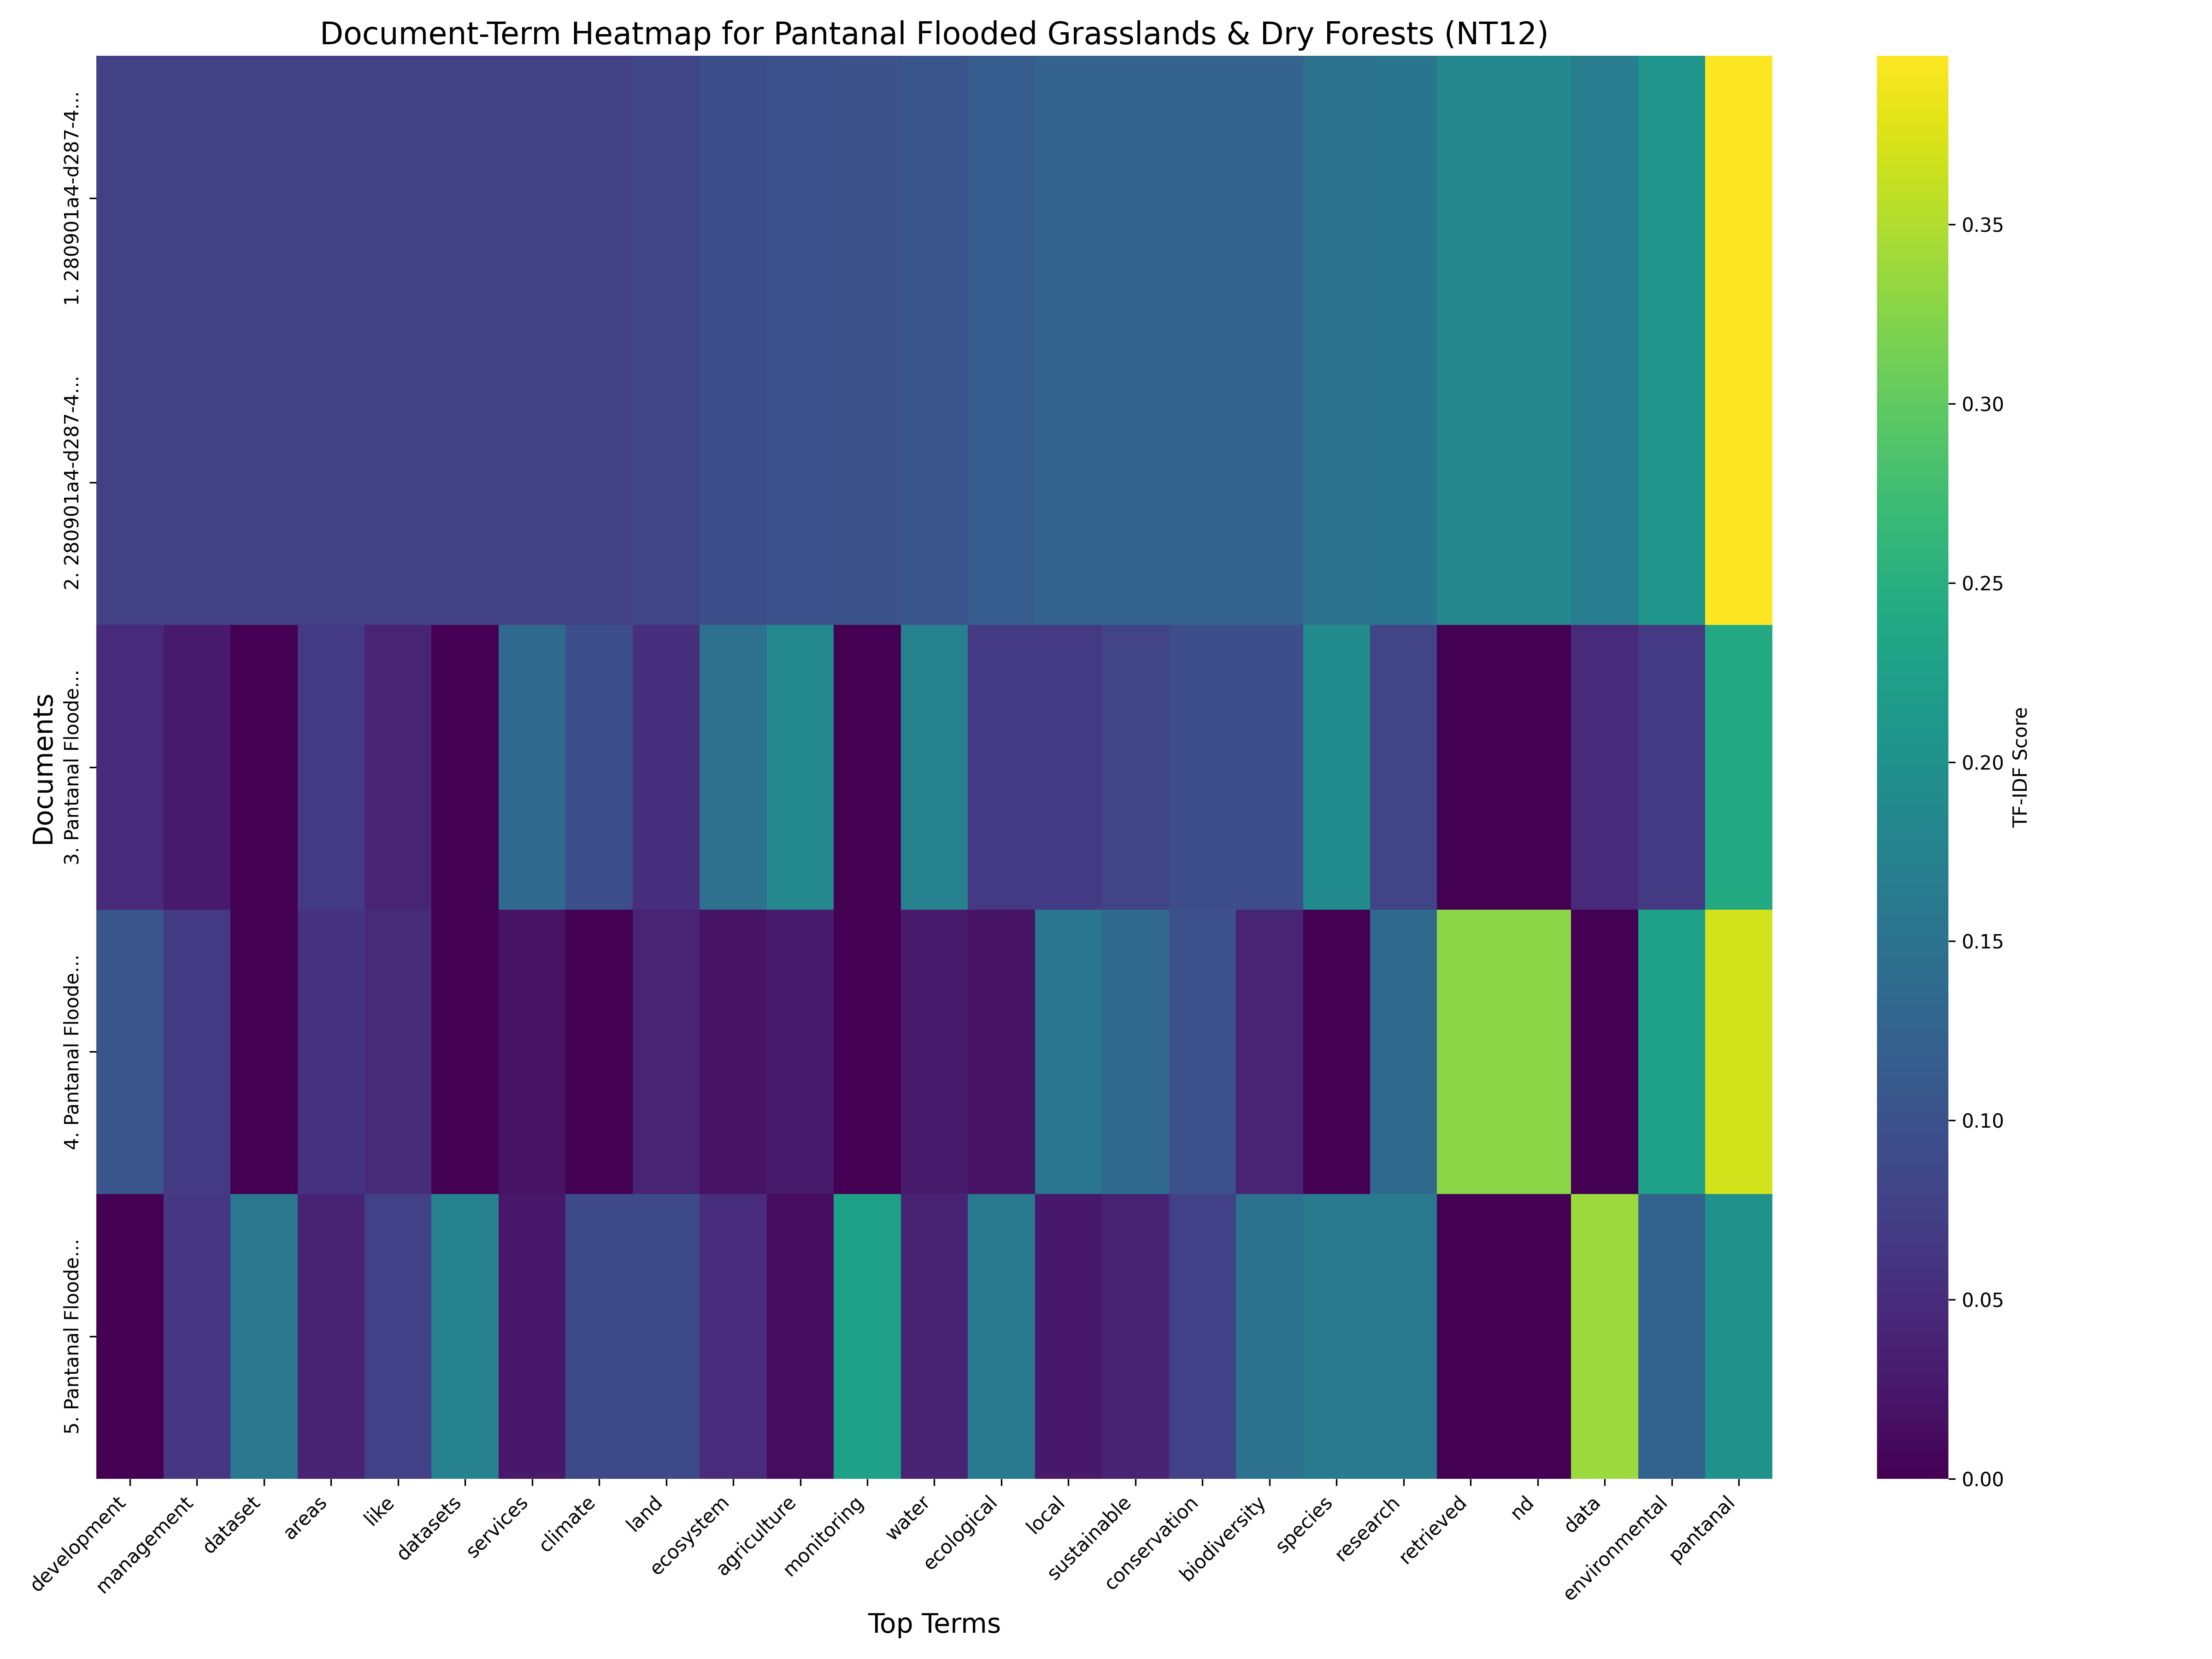 Document-Term Heatmap for Pantanal Flooded Grasslands & Dry Forests (NT12)
Documents
1. 280901a4-d287-4...
2. 280901a4-d287-4...
3. Pantanal Floode...
4. Pantanal Floode...
5. Pantanal Floode...
development
management
dataset
areas
like
datasets
services
climate
land
ecosystem
agriculture
monitoring
water
ecological
local
sustainable
conservation
biodiversity
species
research
retrieved
nd
data
environmental
pantanal
Top Terms
0.35
0.30
0.25
0.20
0.15
0.10
0.05
0.00
TF-IDF Score